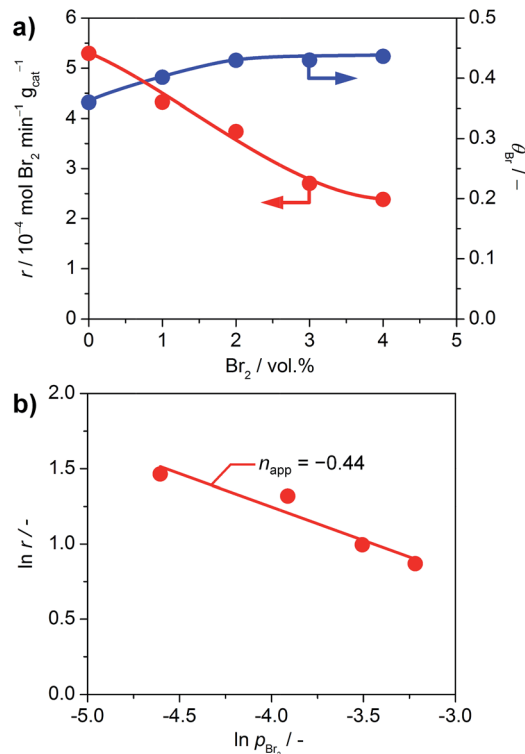 a)
r / 10⁻⁴ mol Br₂ min⁻¹ g_cat⁻¹
6
5
4
3
2
1
0
0.5
0.4
0.3
0.2
0.1
0.0
θ_Br / −
0 1 2 3 4 5
Br₂ / vol.%
b)
ln r / -
2.0
1.5
1.0
0.5
0.0
n_app = −0.44
-5.0 -4.5 -4.0 -3.5 -3.0
ln p_Br₂ / -